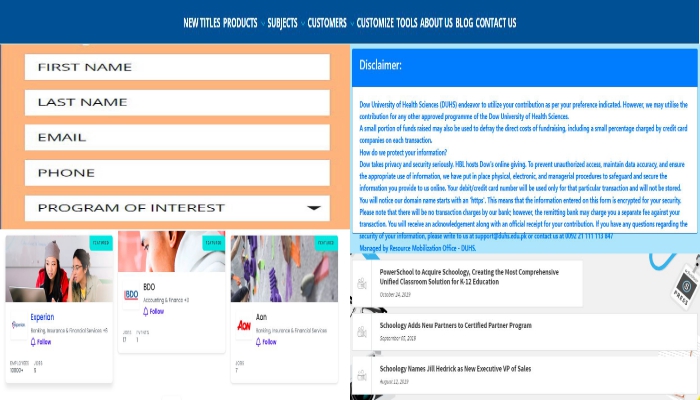 NEW TITLES PRODUCTS SUBJECTS CUSTOMERS CUSTOMIZE TOOLS ABOUT US BLOG CONTACT US
FIRST NAME
LAST NAME
EMAIL
PHONE
PROGRAM OF INTEREST
Disclaimer:
Dow University of Health Sciences (DUHS) endeavor to utilize your contribution as per your preference indicated. However, we may utilise the
contribution for any other approved programme of the Dow University of Health Sciences.
A small portion of funds raised may also be used to defray the direct costs of fundraising, including a small percentage charged by credit card
companies on each transaction.
How do we protect your information?
Dow takes privacy and security seriously. HBL hosts Dow's online giving. To prevent unauthorized access, maintain data accuracy, and ensure
the appropriate use of information, we have put in place physical, electronic, and managerial procedures to safeguard and secure the
information you provide to us online. Your debit/credit card number will be used only for that particular transaction and will not be stored.
You will notice our domain name starts with an 'https'. This means that the information entered on this form is encrypted for your security.
Please note that there will be no transaction charges by our bank; however, the remitting bank may charge you a separate fee against your
transaction. You will receive an acknowledgement along with an official receipt for your contribution. If you have any questions regarding the
security of your information, please write to us at support@duhs.edu.pk or contact us at 0092 21 111 113 847
Managed by Resource Mobilization Office - DUHS.
FEATURED
Experian
Experian
Banking, Insurance & Financial Services +5
Follow
EMPLOYEES JOBS
10000+ 5
FEATURED
BDO
BDO
Accounting & Finance +3
Follow
JOBS EVENTS
17 1
FEATURED
Aon
Aon
Banking, Insurance & Financial Services
Follow
JOBS
7
PowerSchool to Acquire Schoology, Creating the Most Comprehensive
Unified Classroom Solution for K-12 Education
October 24, 2019
Schoology Adds New Partners to Certified Partner Program
September 05, 2019
Schoology Names Jill Hedrick as New Executive VP of Sales
August 12, 2019
PRESS